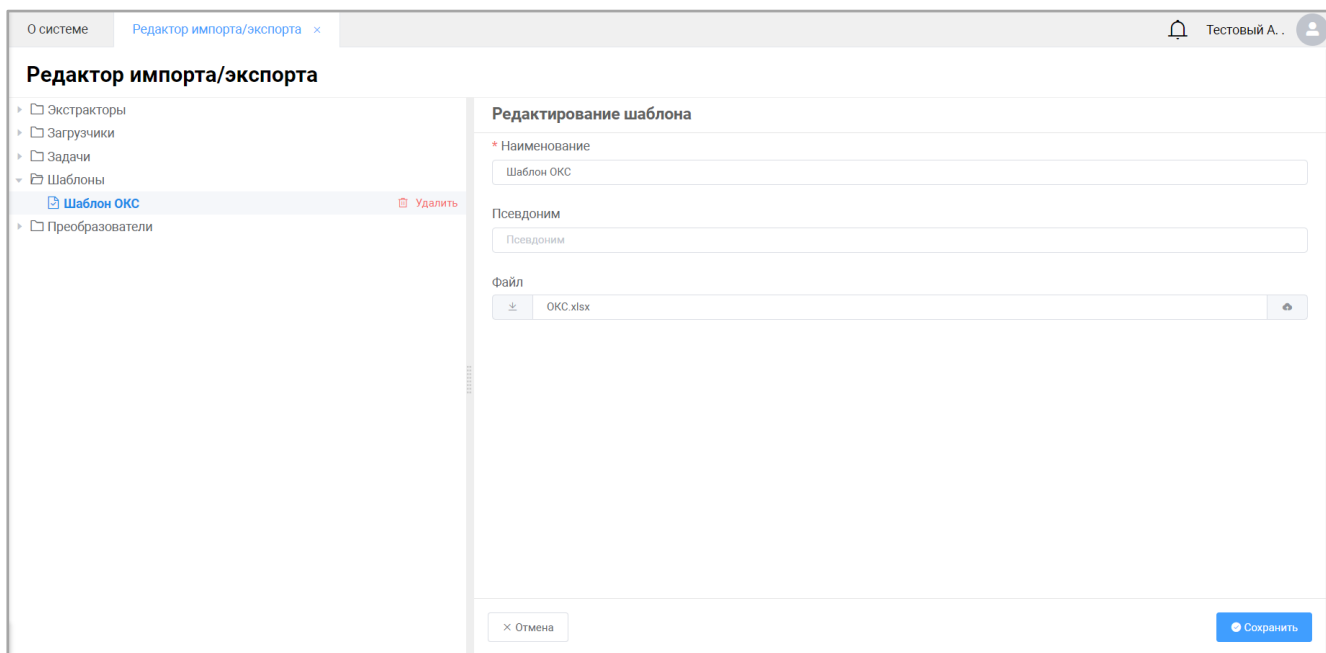 О системе
Редактор импорта/экспорта ×
Тестовый А. .
Редактор импорта/экспорта
Экстракторы
Загрузчики
Задачи
Шаблоны
Шаблон ОКС
Удалить
Преобразователи
Редактирование шаблона
* Наименование
Шаблон ОКС
Псевдоним
Псевдоним
Файл
ОКС.xlsx
× Отмена
Сохранить